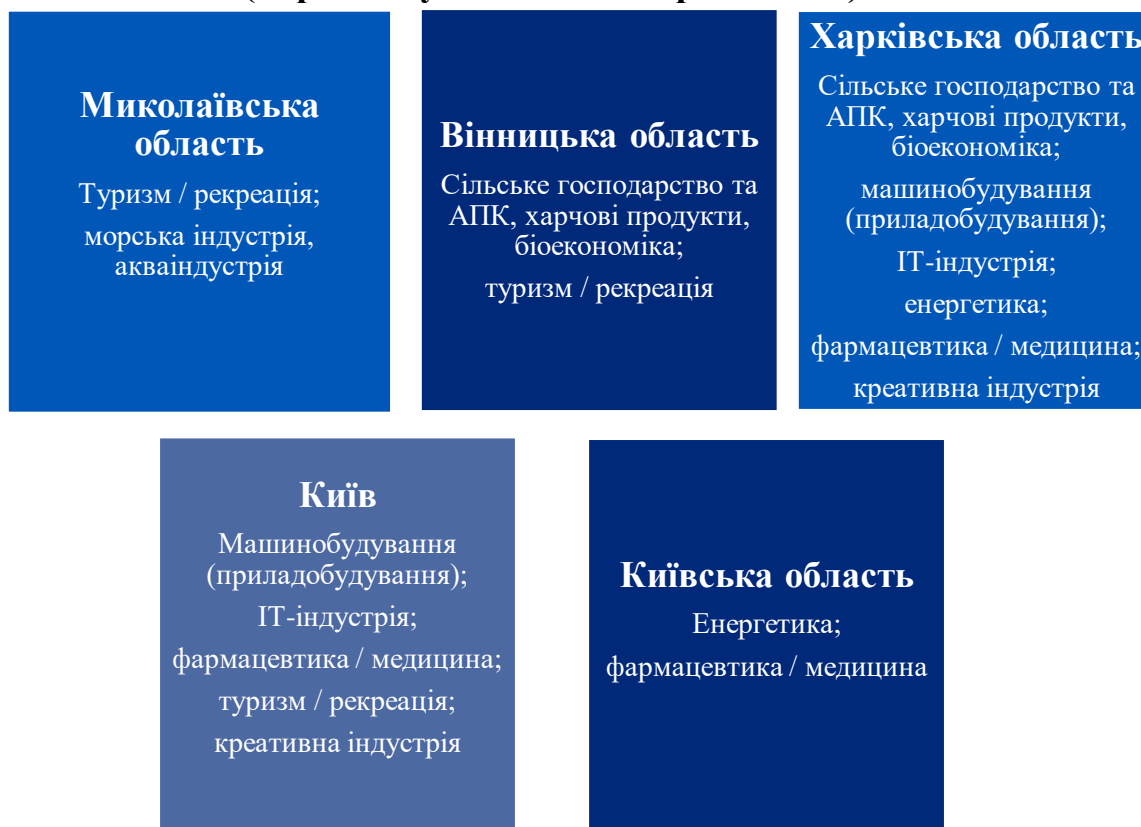 Миколаївська
область
Туризм / рекреація;
морська індустрія,
акваіндустрія
Вінницька область
Сільське господарство та
АПК, харчові продукти,
біоекономіка;
туризм / рекреація
Харківська область
Сільське господарство та
АПК, харчові продукти,
біоекономіка;
машинобудування
(приладобудування);
ІТ-індустрія;
енергетика;
фармацевтика / медицина;
креативна індустрія
Київ
Машинобудування
(приладобудування);
ІТ-індустрія;
фармацевтика / медицина;
туризм / рекреація;
креативна індустрія
Київська область
Енергетика;
фармацевтика / медицина